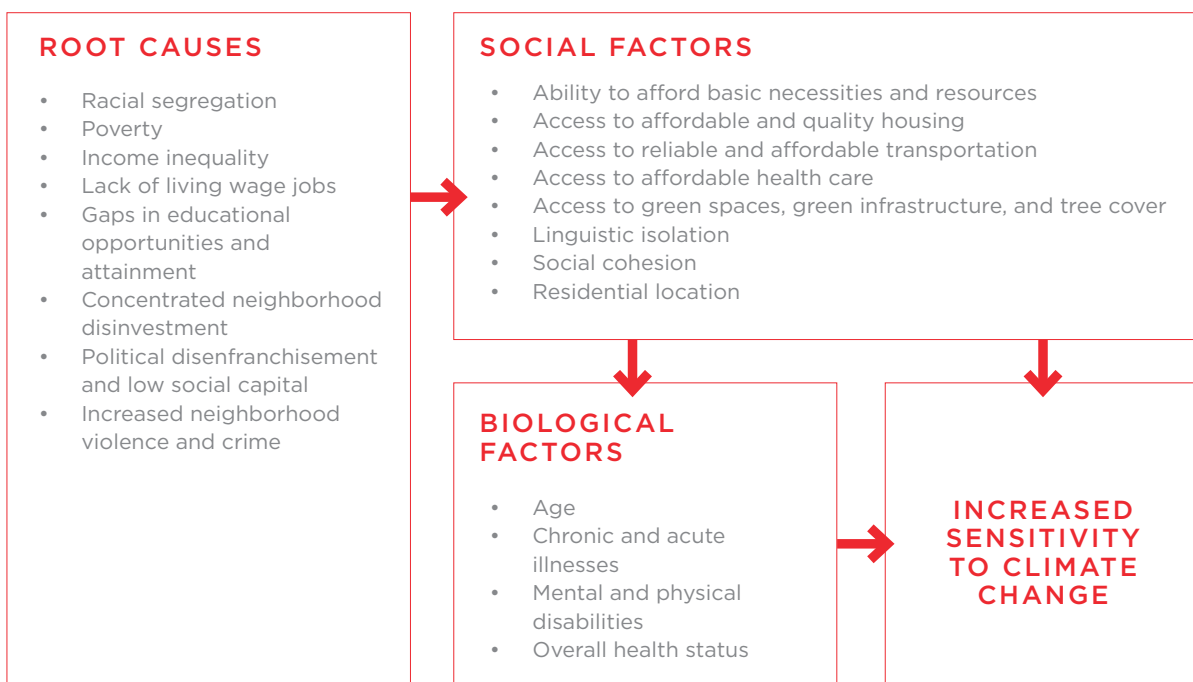 ROOT CAUSES
• Racial segregation
• Poverty
• Income inequality
• Lack of living wage jobs
• Gaps in educational
opportunities and
attainment
• Concentrated neighborhood
disinvestment
• Political disenfranchisement
and low social capital
• Increased neighborhood
violence and crime
SOCIAL FACTORS
• Ability to afford basic necessities and resources
• Access to affordable and quality housing
• Access to reliable and affordable transportation
• Access to affordable health care
• Access to green spaces, green infrastructure, and tree cover
• Linguistic isolation
• Social cohesion
• Residential location
BIOLOGICAL
FACTORS
• Age
• Chronic and acute
illnesses
• Mental and physical
disabilities
• Overall health status
INCREASED
SENSITIVITY
TO CLIMATE
CHANGE